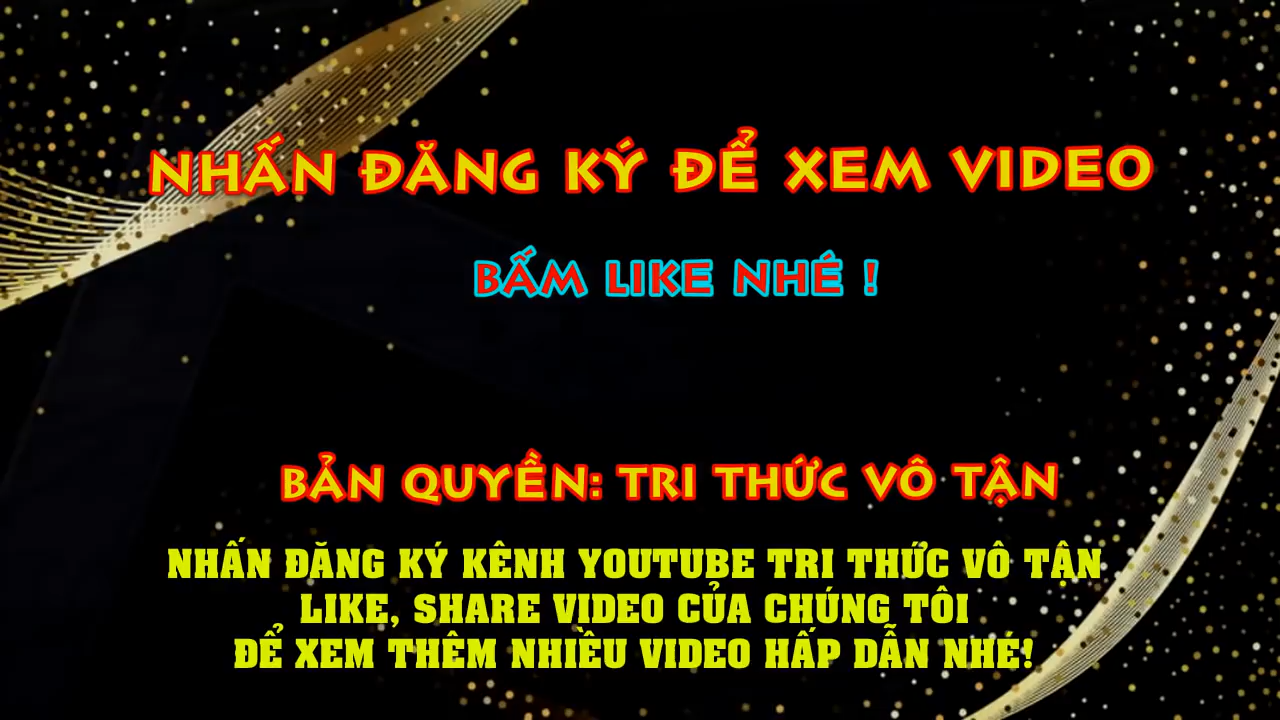 NHẤN ĐĂNG KÝ ĐỂ XEM VIDEO
BẤM LIKE NHÉ !
BẢN QUYỀN: TRI THỨC VÔ TẬN
NHẤN ĐĂNG KÝ KÊNH YOUTUBE TRI THỨC VÔ TẬN
LIKE, SHARE VIDEO CỦA CHÚNG TÔI
ĐỂ XEM THÊM NHIỀU VIDEO HẤP DẪN NHÉ!